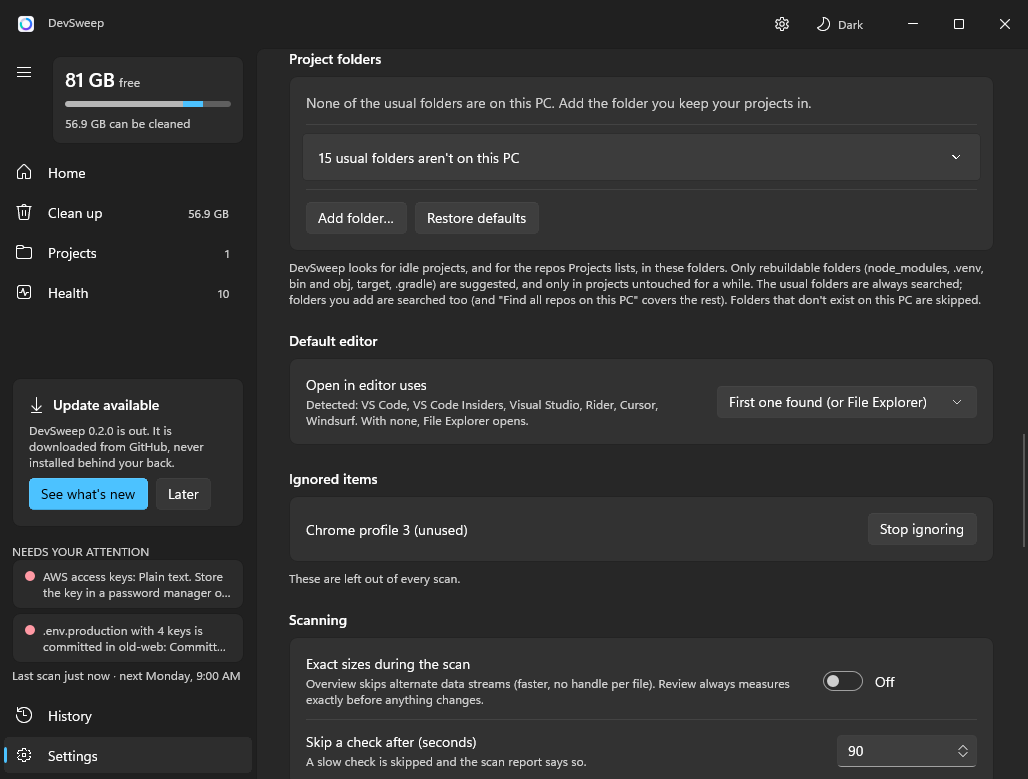 DevSweep
Dark
81 GB free
56.9 GB can be cleaned
Home
Clean up 56.9 GB
Projects 1
Health 10
Update available
DevSweep 0.2.0 is out. It is
downloaded from GitHub, never
installed behind your back.
See what's new
Later
NEEDS YOUR ATTENTION
AWS access keys: Plain text. Store
the key in a password manager o...
.env.production with 4 keys is
committed in old-web: Committ...
Last scan just now · next Monday, 9:00 AM
History
Settings
Project folders
None of the usual folders are on this PC. Add the folder you keep your projects in.
15 usual folders aren't on this PC
Add folder...
Restore defaults
DevSweep looks for idle projects, and for the repos Projects lists, in these folders. Only rebuildable folders (node_modules, .venv,
bin and obj, target, .gradle) are suggested, and only in projects untouched for a while. The usual folders are always searched;
folders you add are searched too (and "Find all repos on this PC" covers the rest). Folders that don't exist on this PC are skipped.
Default editor
Open in editor uses
Detected: VS Code, VS Code Insiders, Visual Studio, Rider, Cursor,
Windsurf. With none, File Explorer opens.
First one found (or File Explorer)
Ignored items
Chrome profile 3 (unused)
Stop ignoring
These are left out of every scan.
Scanning
Exact sizes during the scan
Overview skips alternate data streams (faster, no handle per file). Review always measures
exactly before anything changes.
Off
Skip a check after (seconds)
A slow check is skipped and the scan report says so.
90